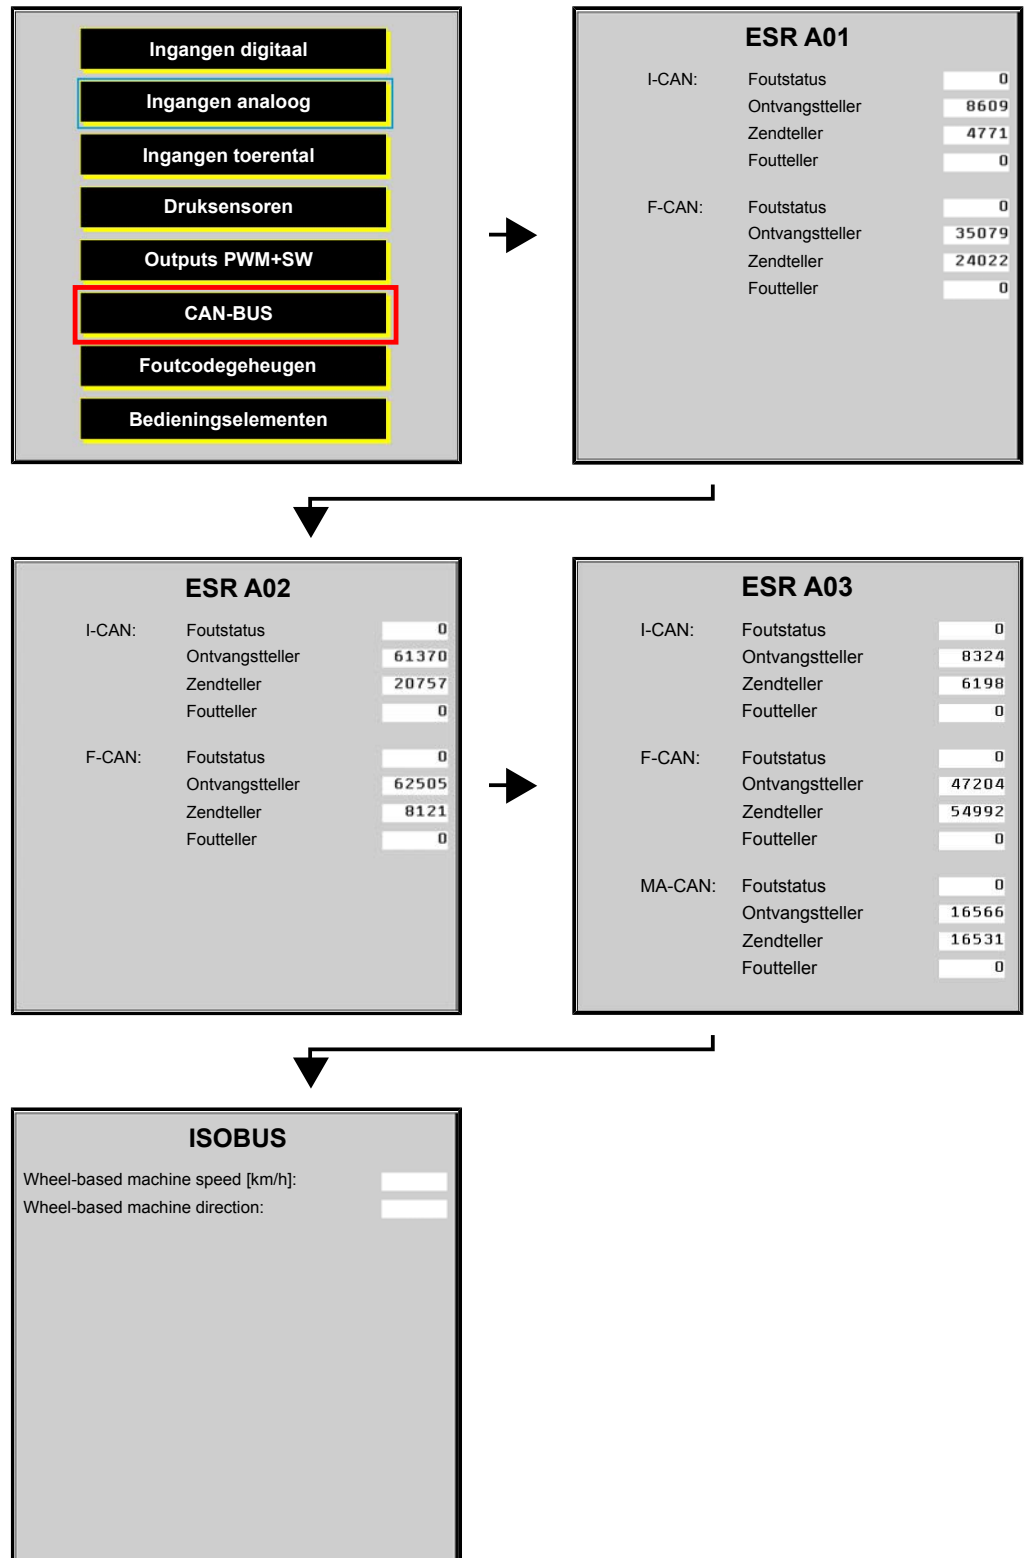 Ingangen digitaal
Ingangen analoog
Ingangen toerental
Druksensoren
Outputs PWM+SW
CAN-BUS
Foutcodegeheugen
Bedieningselementen
ESR A01
I-CAN: Foutstatus 0
Ontvangstteller 8609
Zendteller 4771
Foutteller 0
F-CAN: Foutstatus 0
Ontvangstteller 35079
Zendteller 24022
Foutteller 0
ESR A02
I-CAN: Foutstatus 0
Ontvangstteller 61370
Zendteller 20757
Foutteller 0
F-CAN: Foutstatus 0
Ontvangstteller 62505
Zendteller 8121
Foutteller 0
ESR A03
I-CAN: Foutstatus 0
Ontvangstteller 8324
Zendteller 6198
Foutteller 0
F-CAN: Foutstatus 0
Ontvangstteller 47204
Zendteller 54992
Foutteller 0
MA-CAN: Foutstatus 0
Ontvangstteller 16566
Zendteller 16531
Foutteller 0
ISOBUS
Wheel-based machine speed [km/h]:
Wheel-based machine direction: